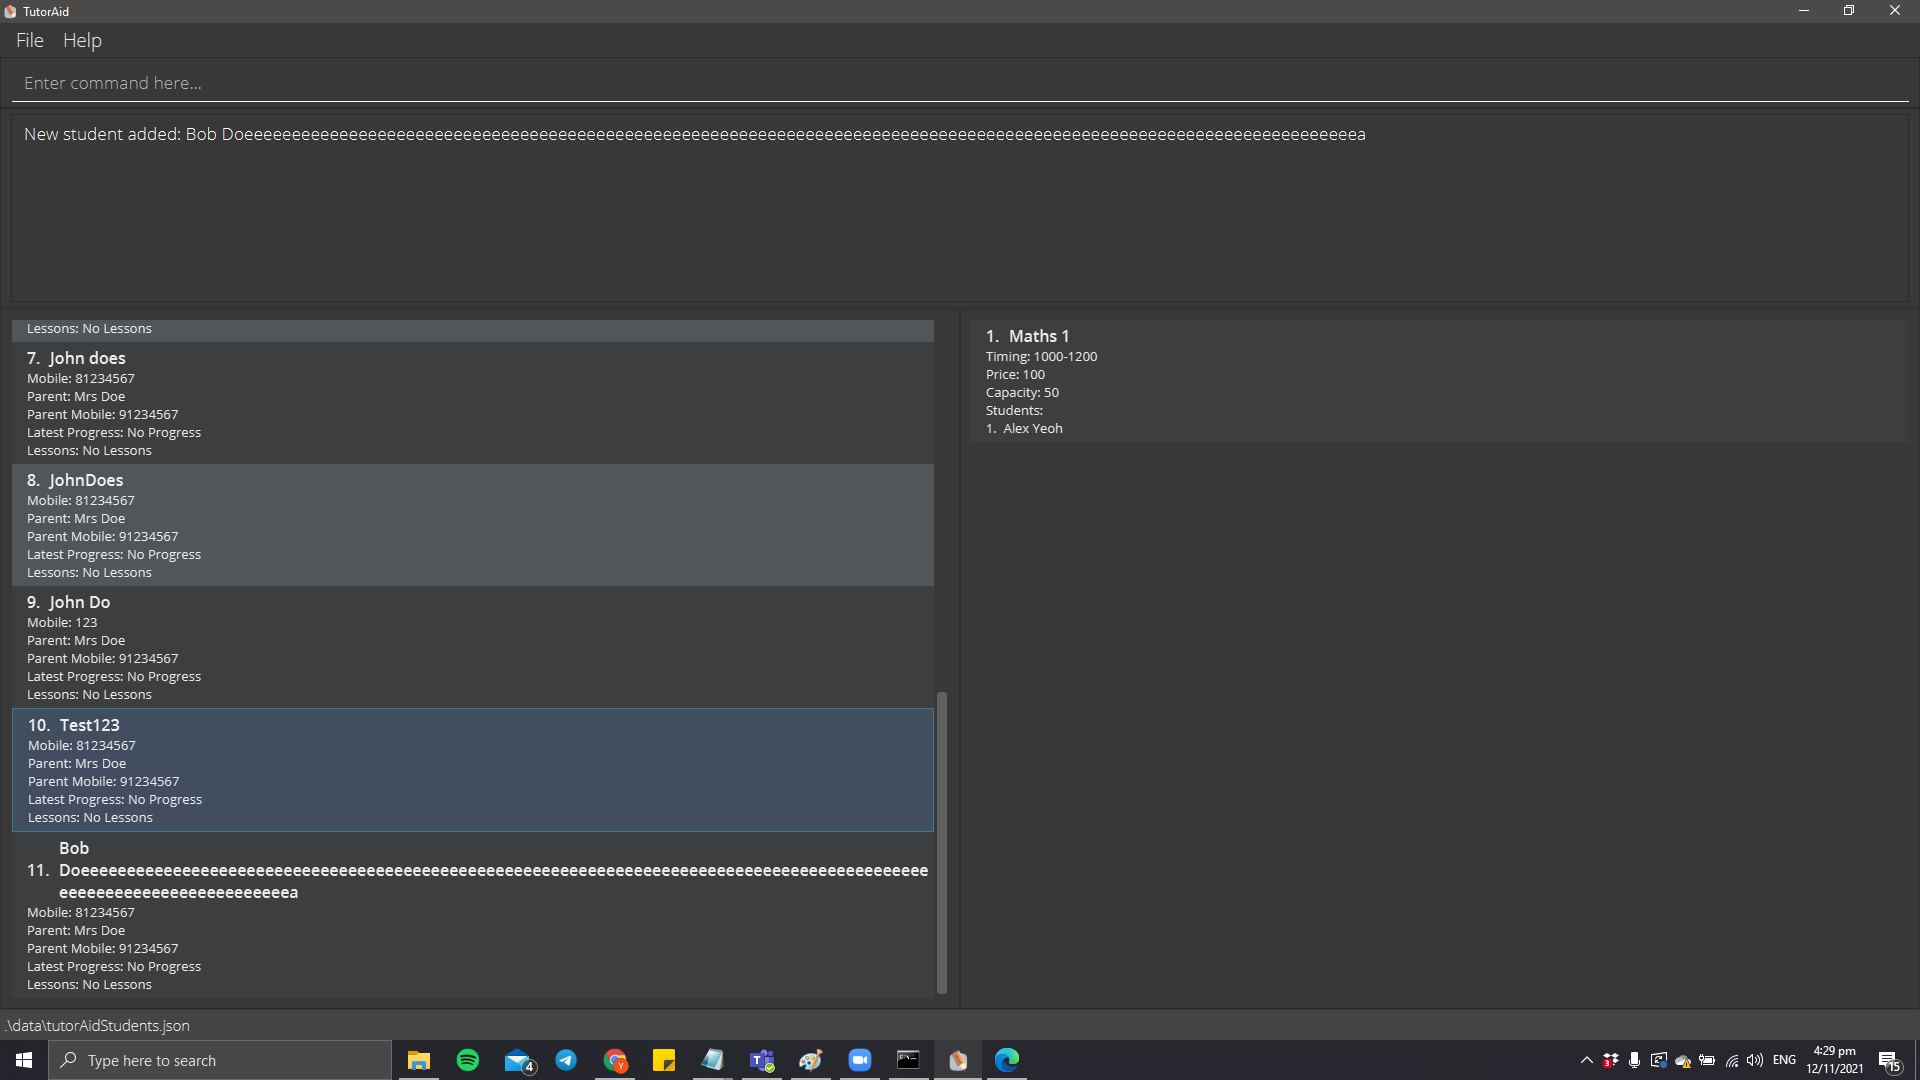 TutorAid
File Help
Enter command here...
New student added: Bob Doeeeeeeeeeeeeeeeeeeeeeeeeeeeeeeeeeeeeeeeeeeeeeeeeeeeeeeeeeeeeeeeeeeeeeeeeeeeeeeeeeeeeeeeeeeeeeeeeeeeeeeeeeeeeeeeeeeeeeeea
Lessons: No Lessons
7. John does
Mobile: 81234567
Parent: Mrs Doe
Parent Mobile: 91234567
Latest Progress: No Progress
Lessons: No Lessons
8. JohnDoes
Mobile: 81234567
Parent: Mrs Doe
Parent Mobile: 91234567
Latest Progress: No Progress
Lessons: No Lessons
9. John Do
Mobile: 123
Parent: Mrs Doe
Parent Mobile: 91234567
Latest Progress: No Progress
Lessons: No Lessons
10. Test123
Mobile: 81234567
Parent: Mrs Doe
Parent Mobile: 91234567
Latest Progress: No Progress
Lessons: No Lessons
Bob
11. Doeeeeeeeeeeeeeeeeeeeeeeeeeeeeeeeeeeeeeeeeeeeeeeeeeeeeeeeeeeeeeeeeeeeeeeeeeeeeeeeeeeeeeeeeeee
eeeeeeeeeeeeeeeeeeeeeeeeea
Mobile: 81234567
Parent: Mrs Doe
Parent Mobile: 91234567
Latest Progress: No Progress
Lessons: No Lessons
1. Maths 1
Timing: 1000-1200
Price: 100
Capacity: 50
Students:
1. Alex Yeoh
.\data\tutorAidStudents.json
Type here to search
4
Y
3
ENG
4:29 pm
12/11/2021
15